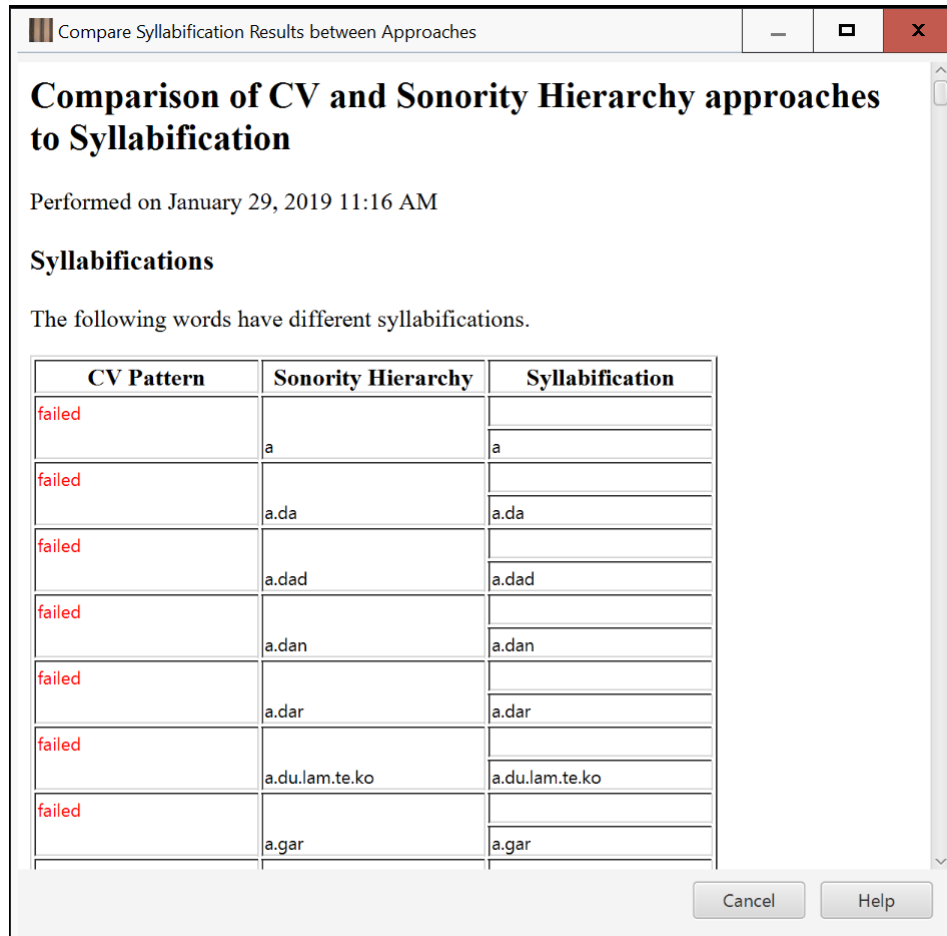 Compare Syllabification Results between Approaches
Comparison of CV and Sonority Hierarchy approaches
to Syllabification
Performed on January 29, 2019 11:16 AM
Syllabifications
The following words have different syllabifications.
CV Pattern Sonority Hierarchy Syllabification
failed
a a
failed
a.da a.da
failed
a.dad a.dad
failed
a.dan a.dan
failed
a.dar a.dar
failed
a.du.lam.te.ko a.du.lam.te.ko
failed
a.gar a.gar
Cancel Help